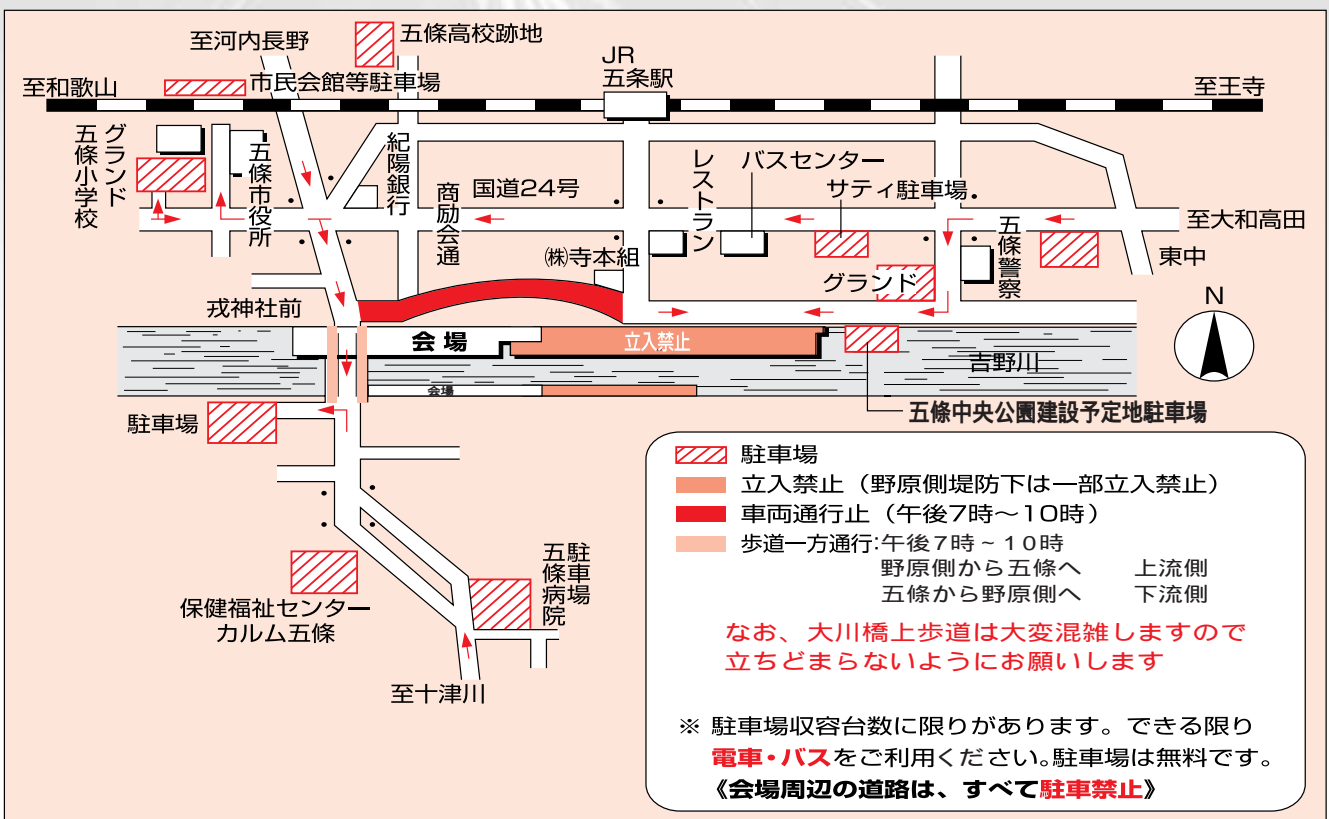 至河内長野
五條高校跡地
JR
五条駅
至和歌山
市民会館等駐車場
至王寺
グランド
五條小学校
五條市役所
紀陽銀行
商励会通
国道24号
レストラン
バスセンター
サティ駐車場
至大和高田
東中
五條警察
㈱寺本組
グランド
戎神社前
N
会場
立入禁止
吉野川
会場
駐車場
五條中央公園建設予定地駐車場
保健福祉センター
カルム五條
駐車場
五條病院
至十津川
駐車場
立入禁止（野原側堤防下は一部立入禁止）
車両通行止（午後7時～10時）
歩道一方通行:午後7時~10時
野原側から五條へ 上流側
五條から野原側へ 下流側
なお、大川橋上歩道は大変混雑しますので
立ちどまらないようにお願いします
※ 駐車場収容台数に限りがあります。できる限り
電車・バスをご利用ください。駐車場は無料です。
《会場周辺の道路は、すべて駐車禁止》